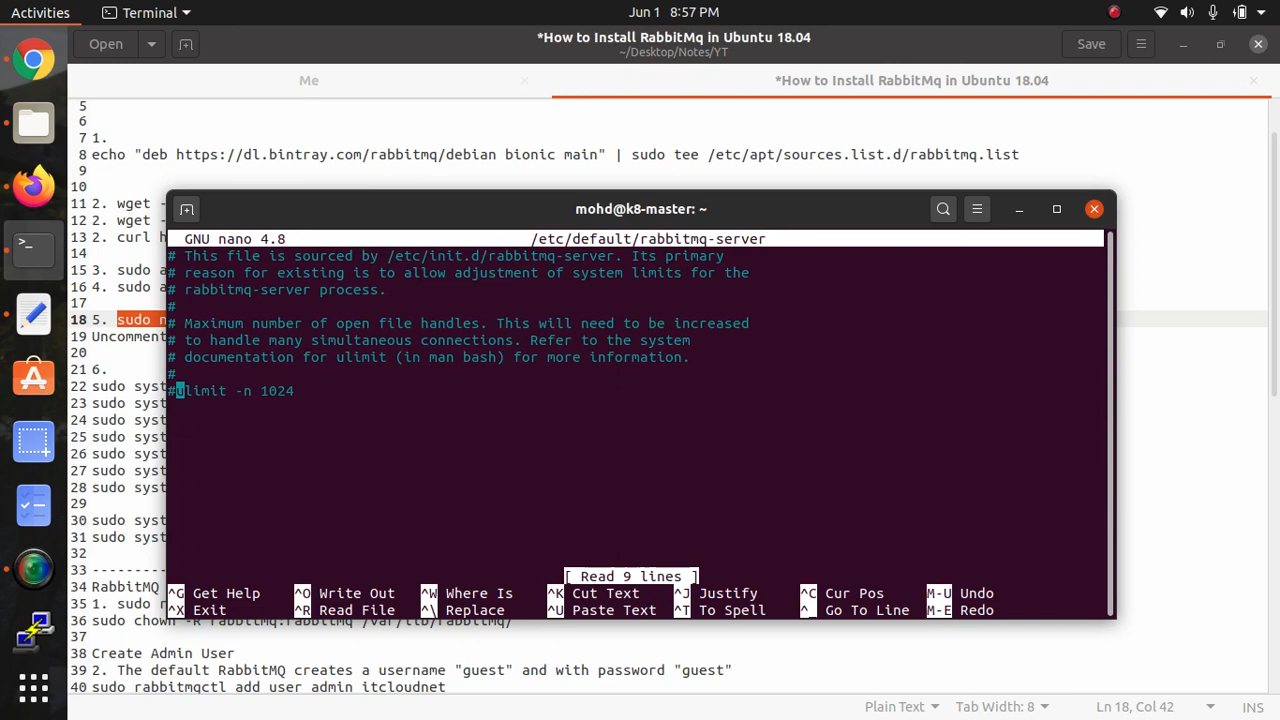 Activities
Terminal
Jun 1 8:57 PM
Open
*How to Install RabbitMq in Ubuntu 18.04
~/Desktop/Notes/YT
Save
Me
*How to Install RabbitMq in Ubuntu 18.04
5
6
7 1.
8 echo "deb https://dl.bintray.com/rabbitmq/debian bionic main" | sudo tee /etc/apt/sources.list.d/rabbitmq.list
9
10
11 2. wget -
12 2. wget -
13 2. curl h
14
15 3. sudo a
16 4. sudo a
17
18 5. sudo n
19 Uncomment
20
21 6.
22 sudo syst
23 sudo syst
24 sudo syst
25 sudo syst
26 sudo syst
27 sudo syst
28 sudo syst
29
30 sudo syst
31 sudo syst
32
33 ---------
34 RabbitMQ
35 1. sudo r
36 sudo chown -R rabbitmq:rabbitmq /var/lib/rabbitmq/
37
38 Create Admin User
39 2. The default RabbitMQ creates a username "guest" and with password "guest"
40 sudo rabbitmqctl add user admin itcloudnet
mohd@k8-master: ~
GNU nano 4.8 /etc/default/rabbitmq-server
# This file is sourced by /etc/init.d/rabbitmq-server. Its primary
# reason for existing is to allow adjustment of system limits for the
# rabbitmq-server process.
#
# Maximum number of open file handles. This will need to be increased
# to handle many simultaneous connections. Refer to the system
# documentation for ulimit (in man bash) for more information.
#
#ulimit -n 1024
[ Read 9 lines ]
^G Get Help ^O Write Out ^W Where Is ^K Cut Text ^J Justify ^C Cur Pos M-U Undo
^X Exit ^R Read File ^\ Replace ^U Paste Text ^T To Spell ^_ Go To Line M-E Redo
Plain Text
Tab Width: 8
Ln 18, Col 42
INS